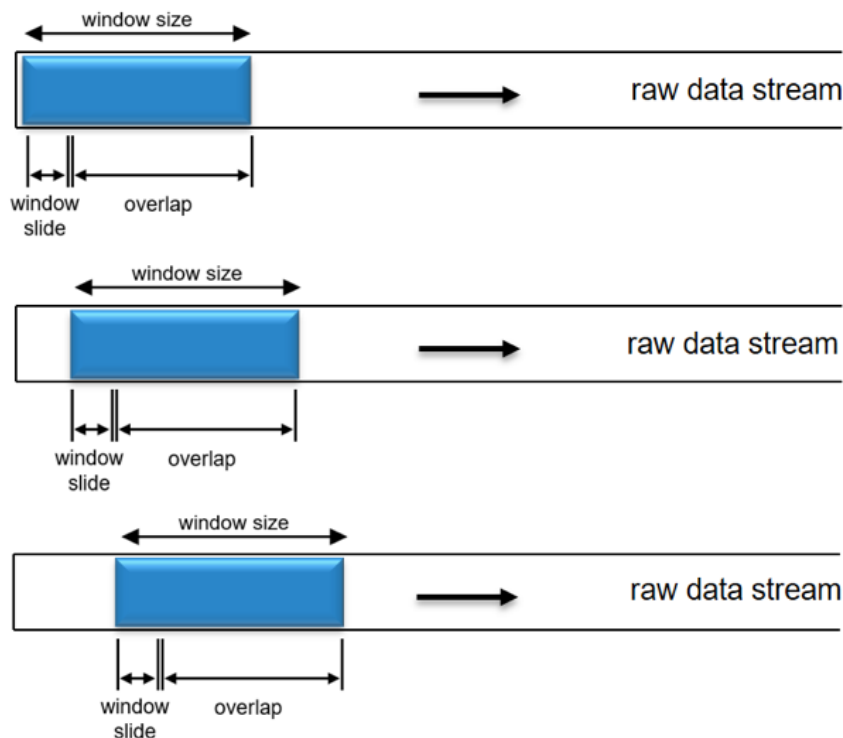 window size
raw data stream
window
slide
overlap
window size
raw data stream
window
slide
overlap
window size
raw data stream
window
slide
overlap